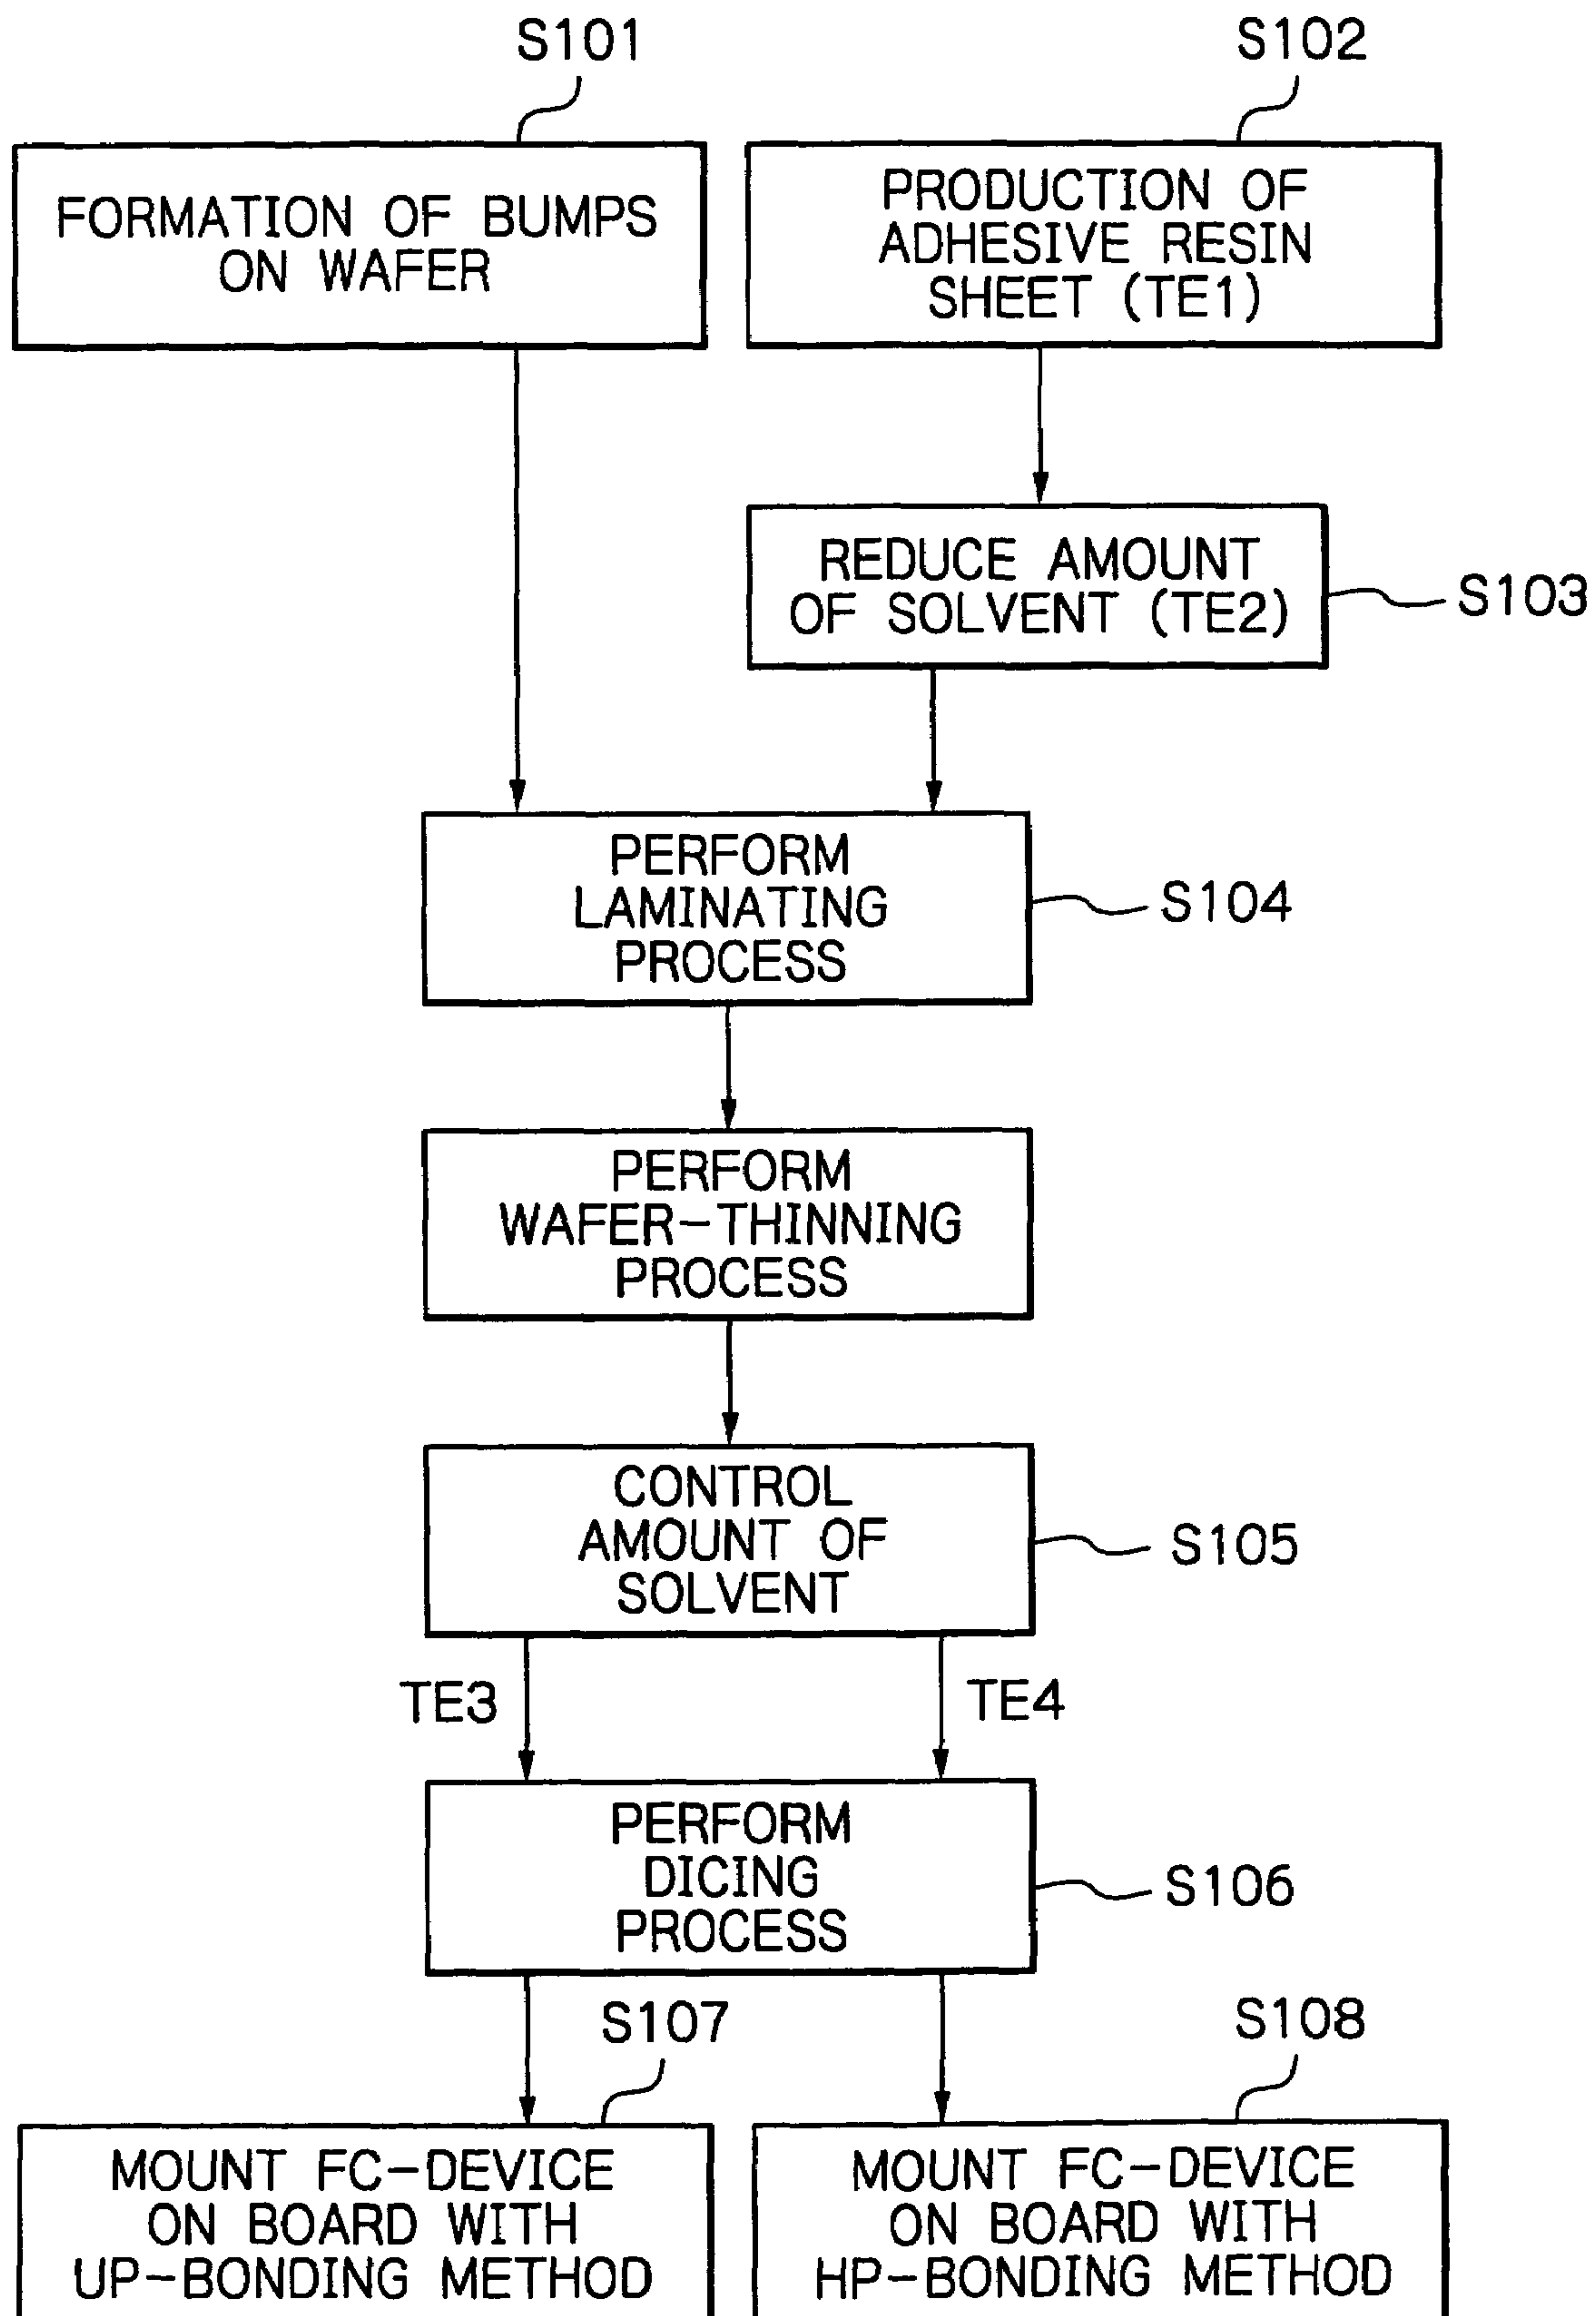 S101
FORMATION OF BUMPS
ON WAFER
S102
PRODUCTION OF
ADHESIVE RESIN
SHEET (TE1)
REDUCE AMOUNT
OF SOLVENT (TE2)
S103
PERFORM
LAMINATING
PROCESS
S104
PERFORM
WAFER-THINNING
PROCESS
CONTROL
AMOUNT OF
SOLVENT
S105
TE3
TE4
PERFORM
DICING
PROCESS
S106
S107
MOUNT FC-DEVICE
ON BOARD WITH
UP-BONDING METHOD
S108
MOUNT FC-DEVICE
ON BOARD WITH
HP-BONDING METHOD